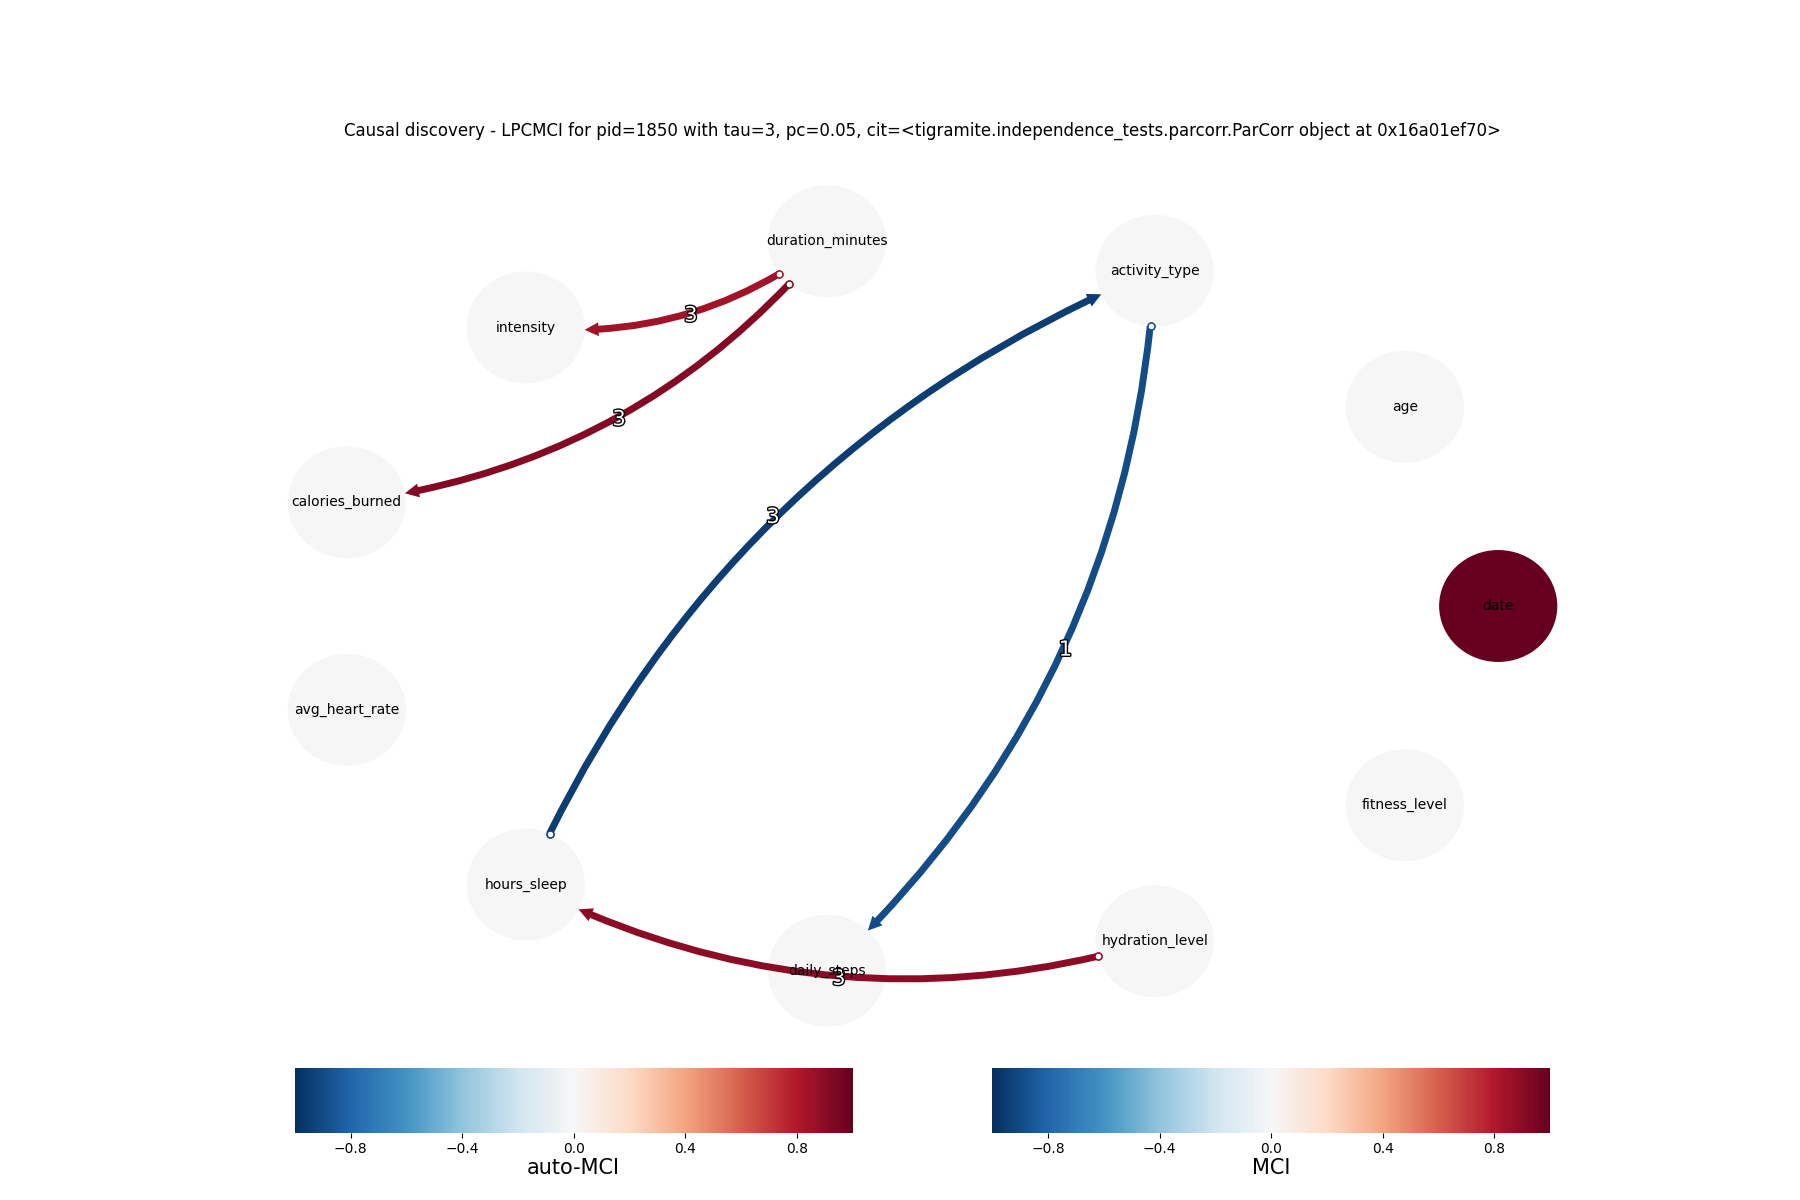 Causal discovery - LPCMCI for pid=1850 with tau=3, pc=0.05, cit=<tigramite.independence_tests.parcorr.ParCorr object at 0x16a01ef70>
duration_minutes
activity_type
intensity
3
age
3
calories_burned
3
date
1
avg_heart_rate
fitness_level
hours_sleep
hydration_level
daily_steps
3
−0.8 −0.4 0.0 0.4 0.8
auto-MCI
−0.8 −0.4 0.0 0.4 0.8
MCI